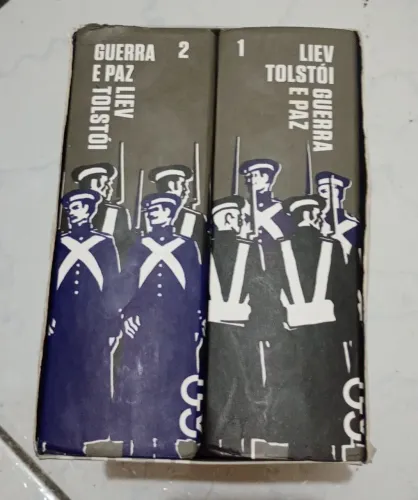 GUERRA
E PAZ
LIEV
TOLSTÓI
2
1
LIEV
TOLSTÓI
GUERRA
E PAZ